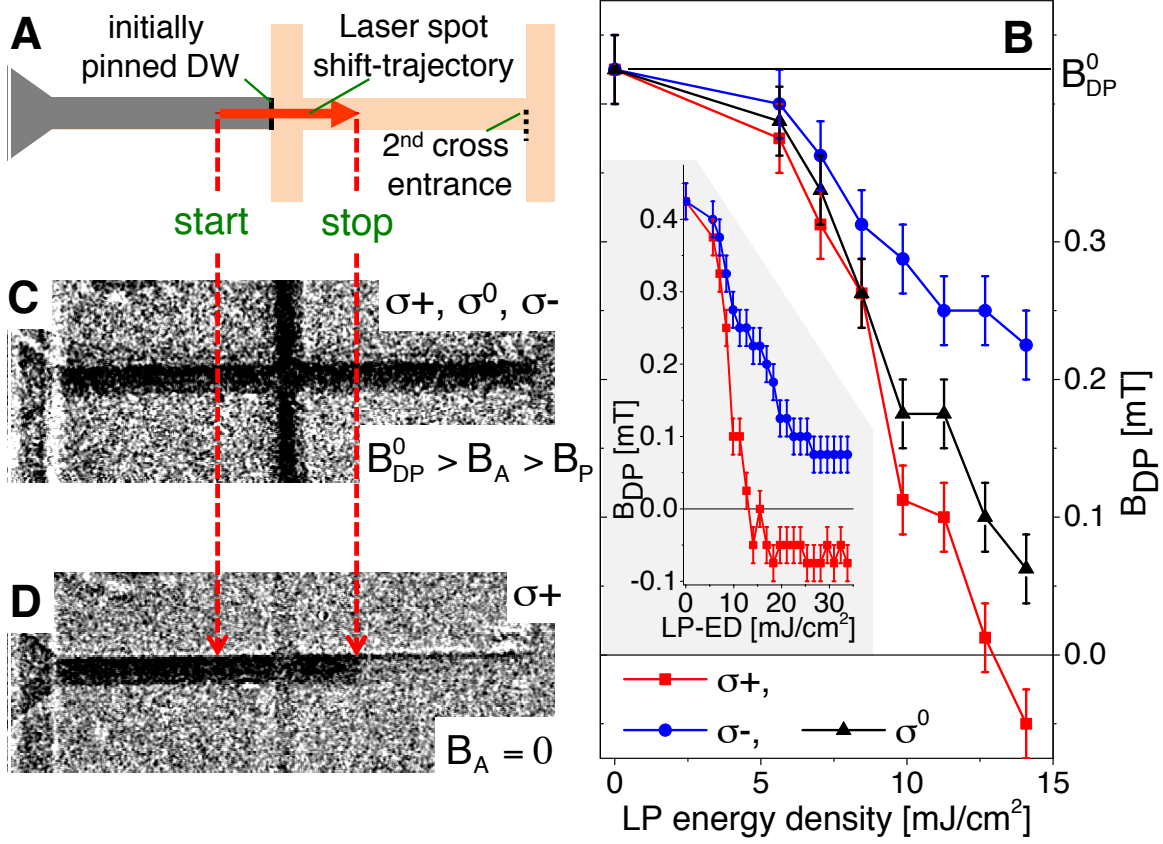 A
initially
pinned DW
Laser spot
shift-trajectory
2nd cross
entrance
start
stop
C
σ+, σ0, σ-
B0DP > BA > BP
D
σ+
BA = 0
B
B0DP
0.3
0.2
0.1
0.0
BDP [mT]
0.4
0.3
0.2
0.1
0.0
-0.1
BDP [mT]
0 10 20 30
LP-ED [mJ/cm2]
σ+,
σ-, σ0
0 5 10 15
LP energy density [mJ/cm2]